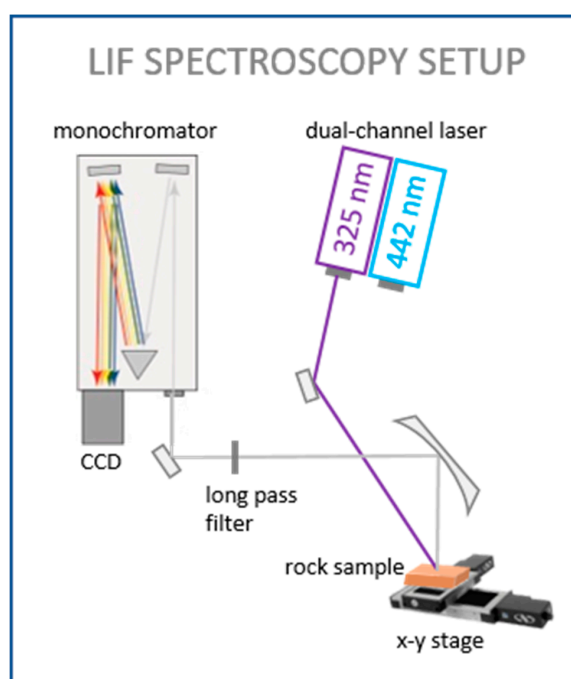 LIF SPECTROSCOPY SETUP
monochromator
dual-channel laser
325 nm
442 nm
CCD
long pass
filter
rock sample
x-y stage